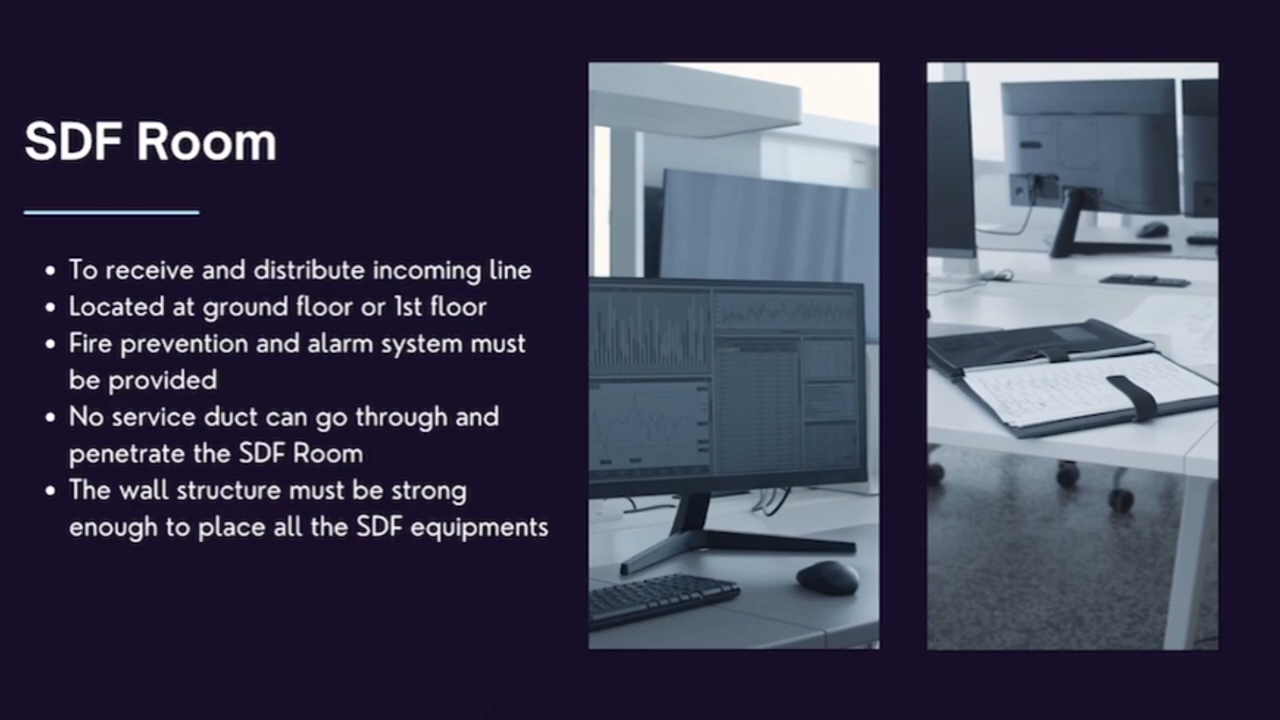 SDF Room
• To receive and distribute incoming line
• Located at ground floor or 1st floor
• Fire prevention and alarm system must
be provided
• No service duct can go through and
penetrate the SDF Room
• The wall structure must be strong
enough to place all the SDF equipments